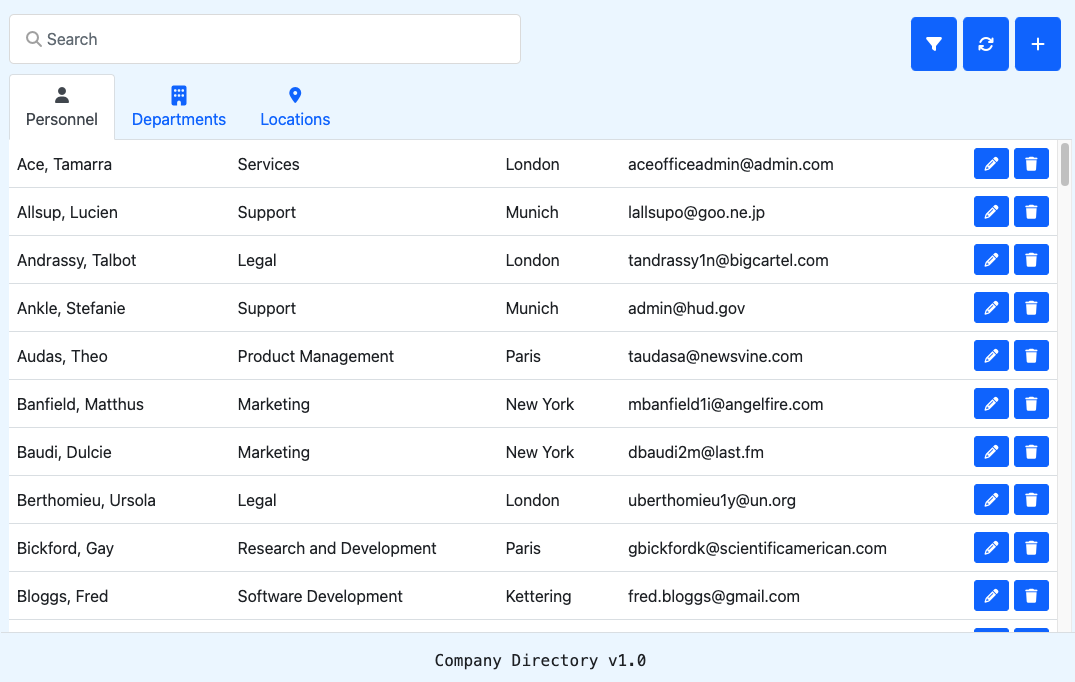 Search
Personnel
Departments
Locations
Ace, Tamarra Services London aceofficeadmin@admin.com
Allsup, Lucien Support Munich lallsupo@goo.ne.jp
Andrassy, Talbot Legal London tandrassy1n@bigcartel.com
Ankle, Stefanie Support Munich admin@hud.gov
Audas, Theo Product Management Paris taudasa@newsvine.com
Banfield, Matthus Marketing New York mbanfield1i@angelfire.com
Baudi, Dulcie Marketing New York dbaudi2m@last.fm
Berthomieu, Ursola Legal London uberthomieu1y@un.org
Bickford, Gay Research and Development Paris gbickfordk@scientificamerican.com
Bloggs, Fred Software Development Kettering fred.bloggs@gmail.com
Company Directory v1.0